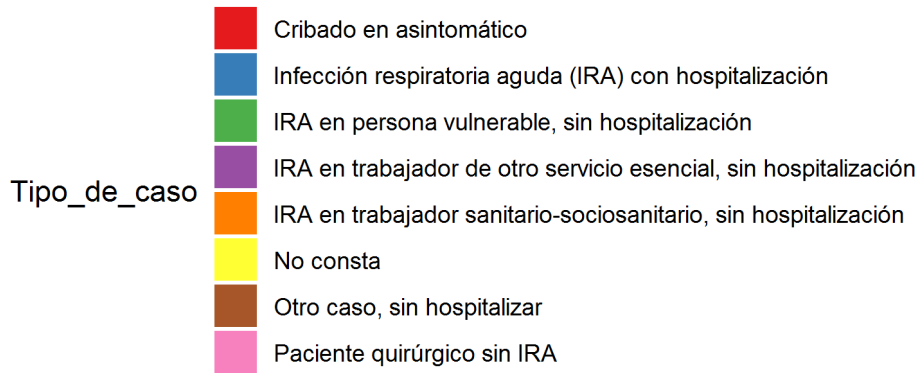 Tipo_de_caso
Cribado en asintomático
Infección respiratoria aguda (IRA) con hospitalización
IRA en persona vulnerable, sin hospitalización
IRA en trabajador de otro servicio esencial, sin hospitalización
IRA en trabajador sanitario-sociosanitario, sin hospitalización
No consta
Otro caso, sin hospitalizar
Paciente quirúrgico sin IRA